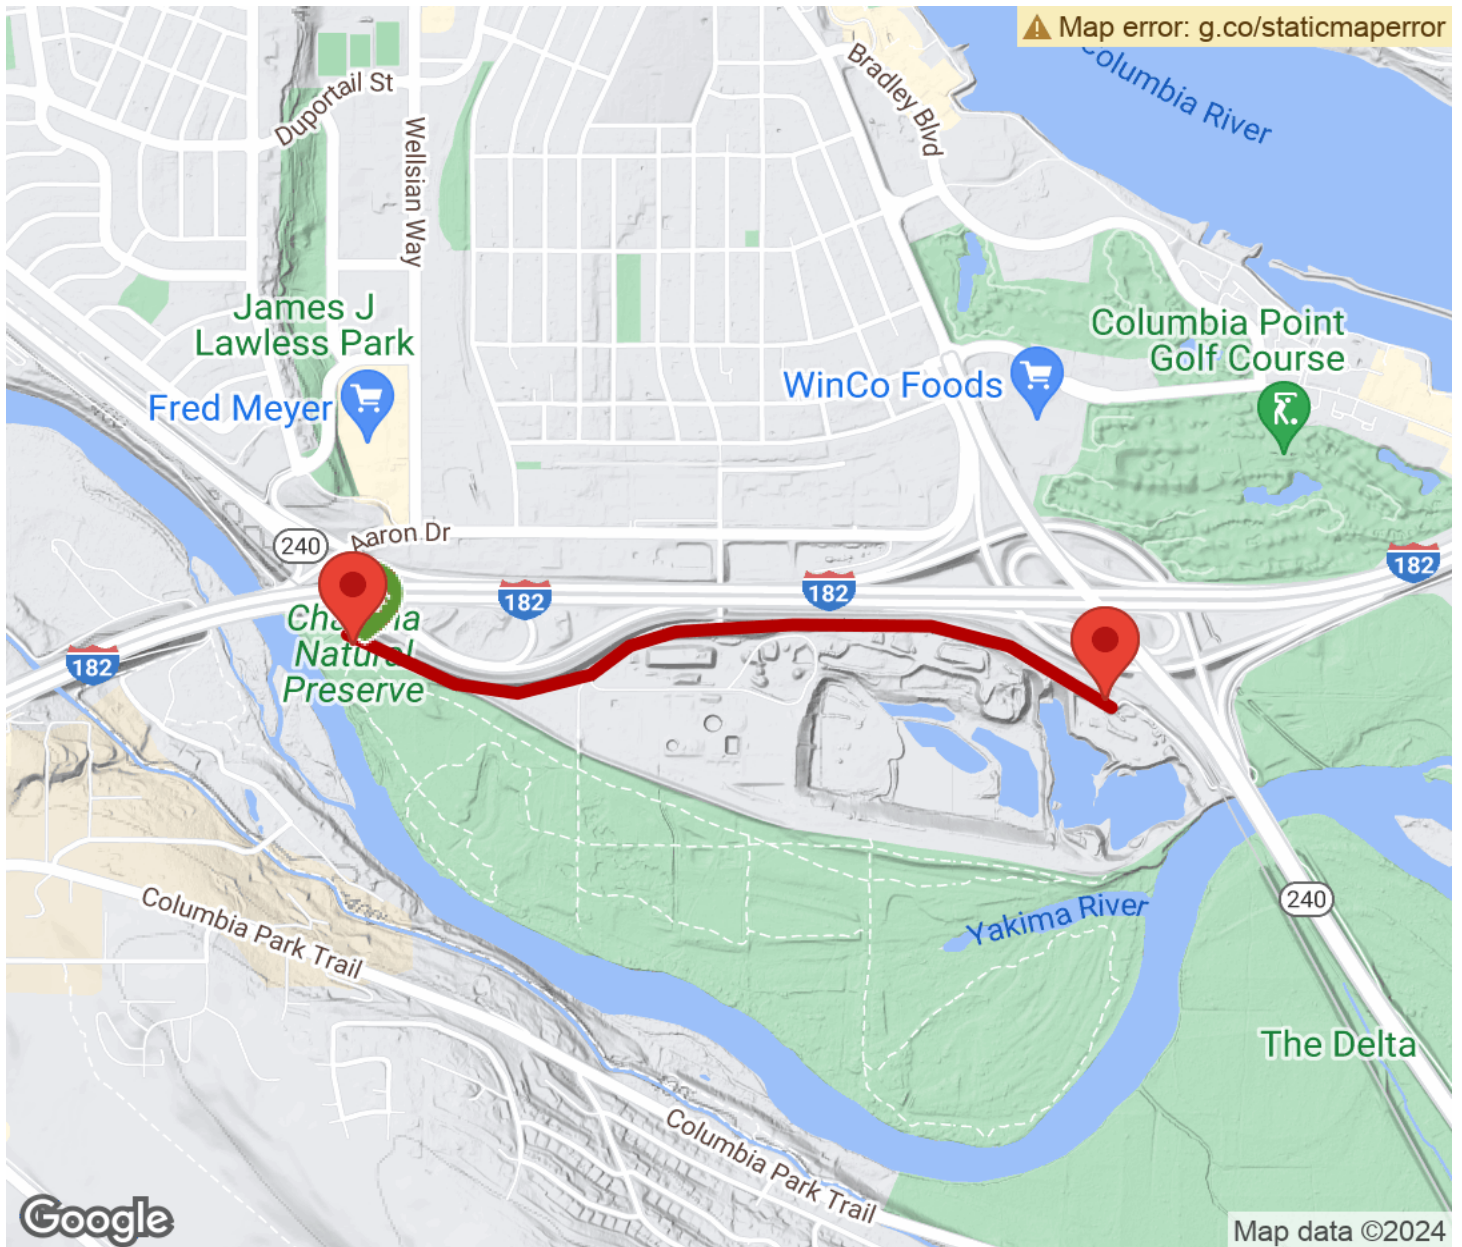 Map error: g.co/staticmaperror
Columbia River
Bradley Blvd
Duportail St
Wellsian Way
James J
Lawless Park
Columbia Point
Golf Course
WinCo Foods
Fred Meyer
240
Aaron Dr
182
182
182
182
Natural
Preserve
Columbia Park Trail
Yakima River
240
The Delta
Columbia Park Trail
Google
Map data ©2024